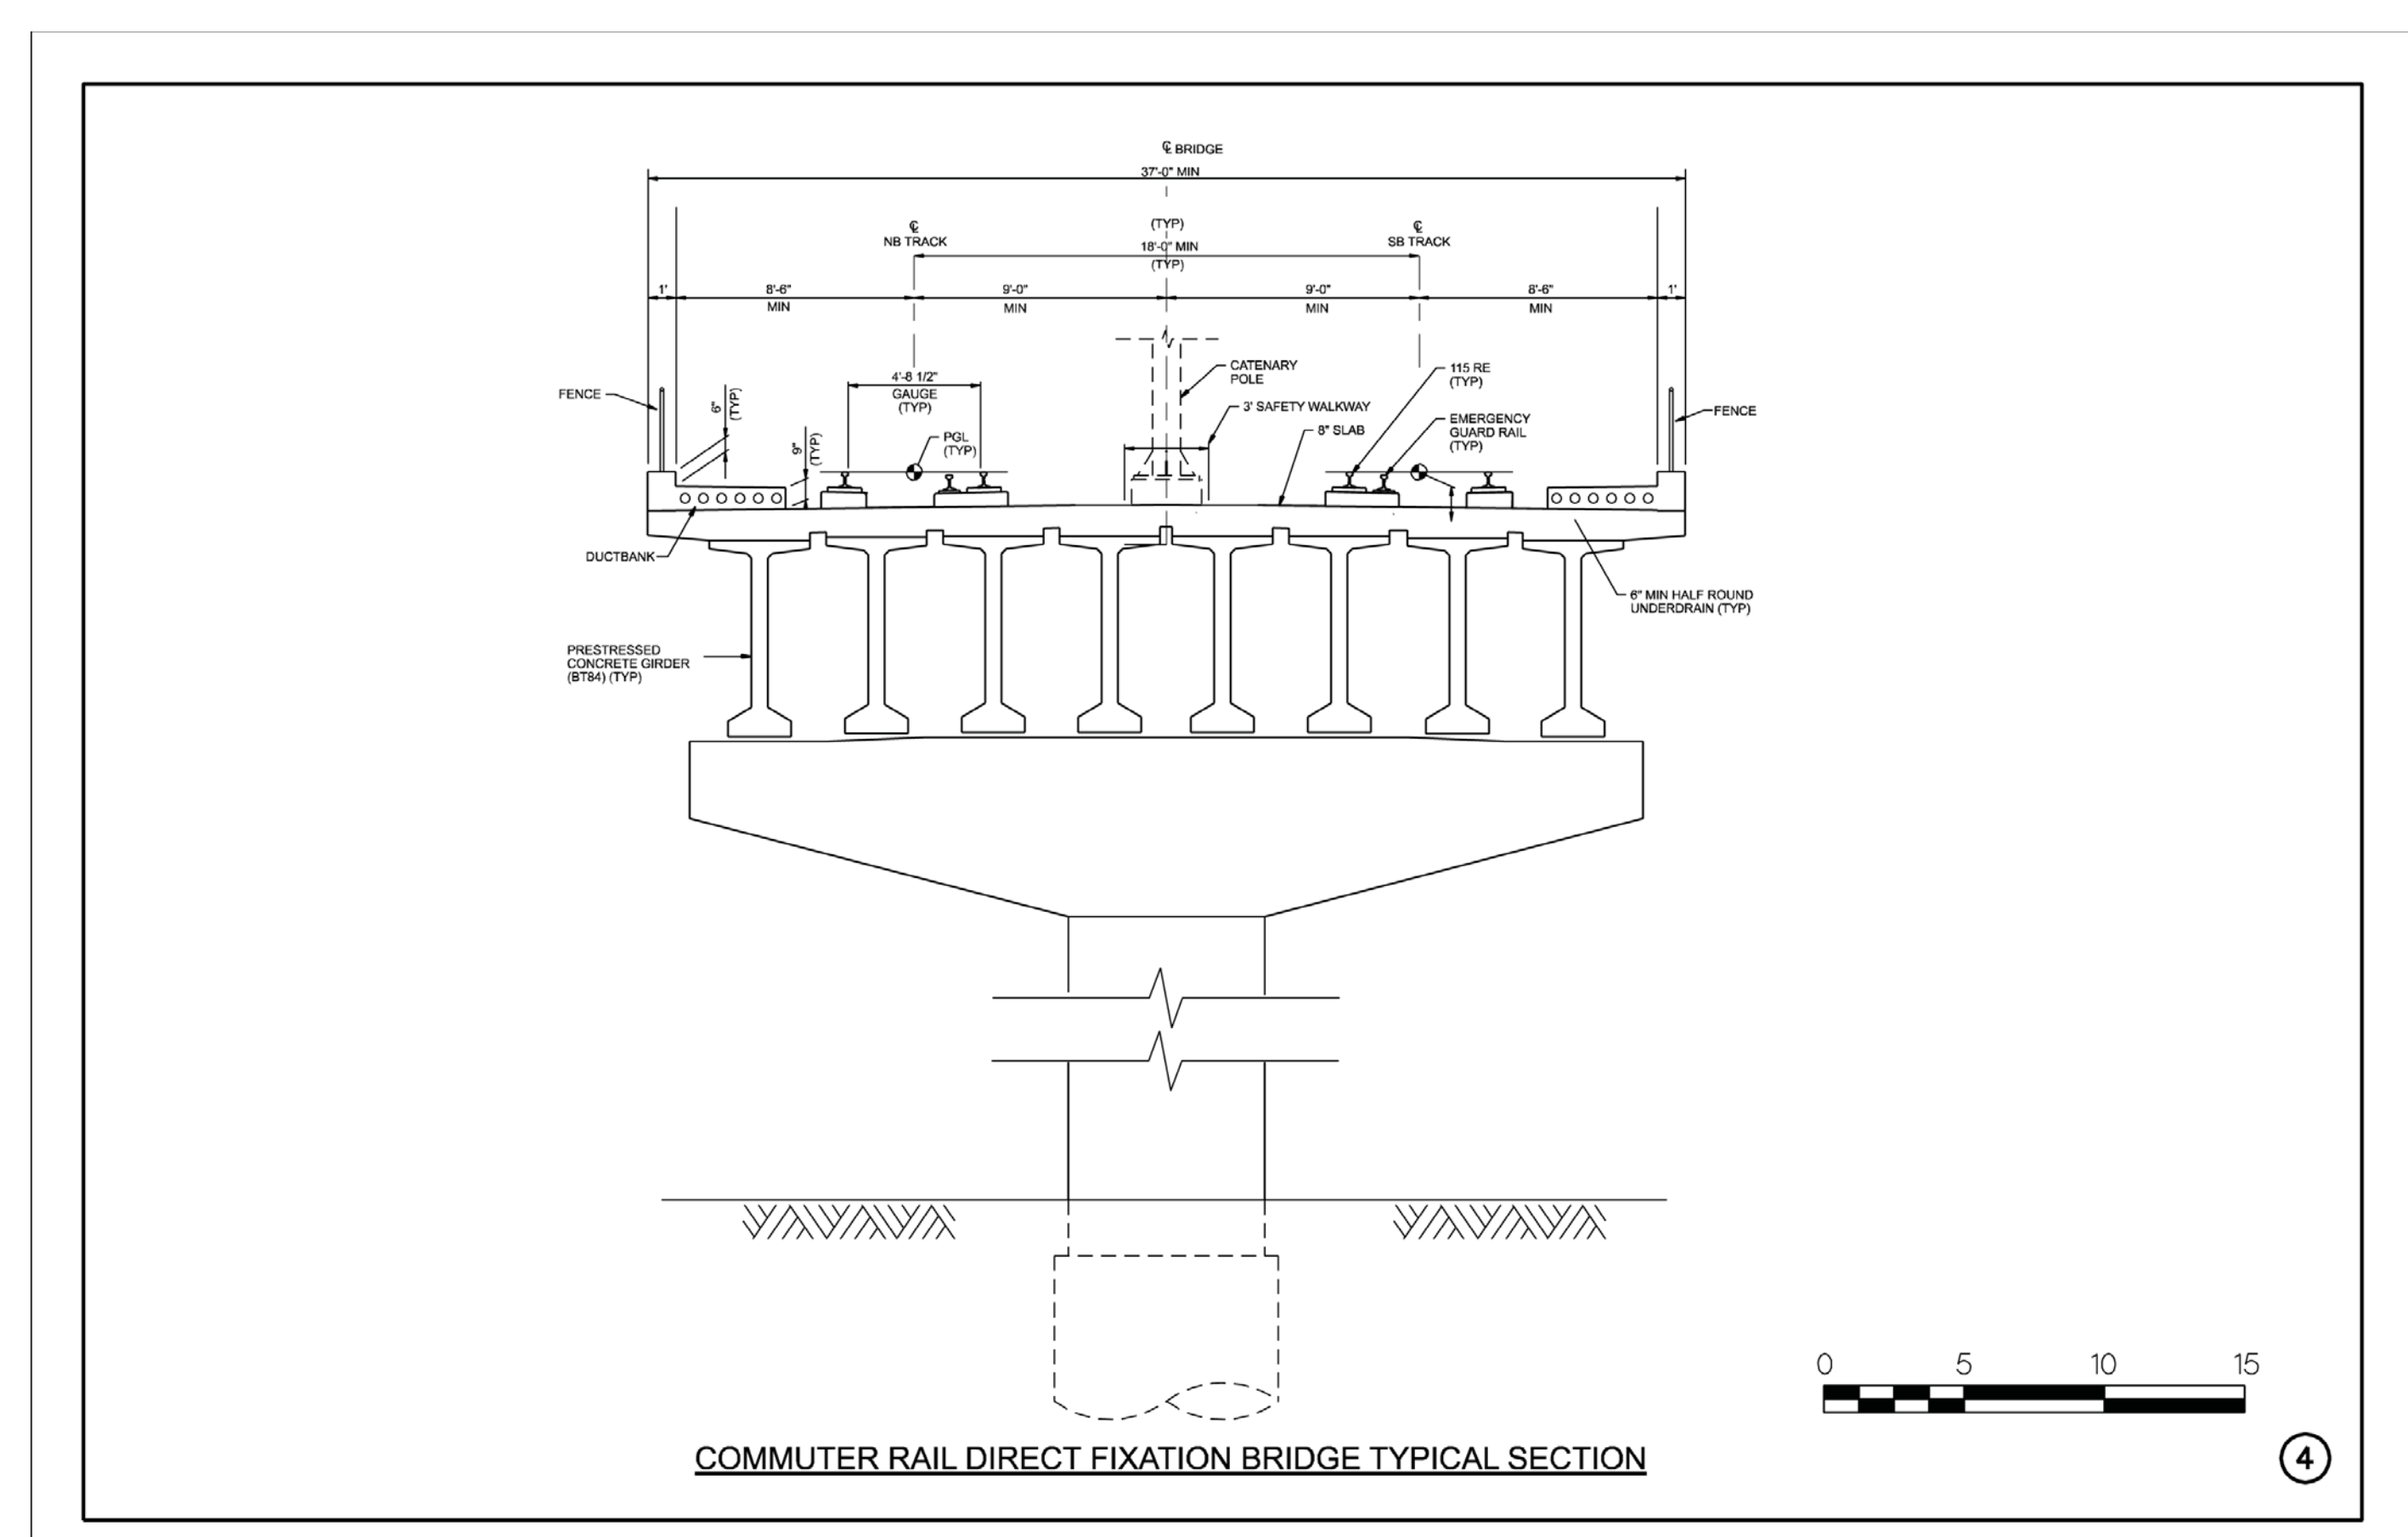 ℄ BRIDGE
37'-0" MIN
℄
NB TRACK
(TYP)
18'-0" MIN
(TYP)
℄
SB TRACK
1'
8'-6"
MIN
9'-0"
MIN
9'-0"
MIN
8'-6"
MIN
1'
FENCE
6"
(TYP)
9"
(TYP)
4'-8 1/2"
GAUGE
(TYP)
PGL
(TYP)
CATENARY
POLE
3' SAFETY WALKWAY
8" SLAB
115 RE
(TYP)
EMERGENCY
GUARD RAIL
(TYP)
FENCE
DUCTBANK
6" MIN HALF ROUND
UNDERDRAIN (TYP)
PRESTRESSED
CONCRETE GIRDER
(BT84) (TYP)
0 5 10 15
COMMUTER RAIL DIRECT FIXATION BRIDGE TYPICAL SECTION
4